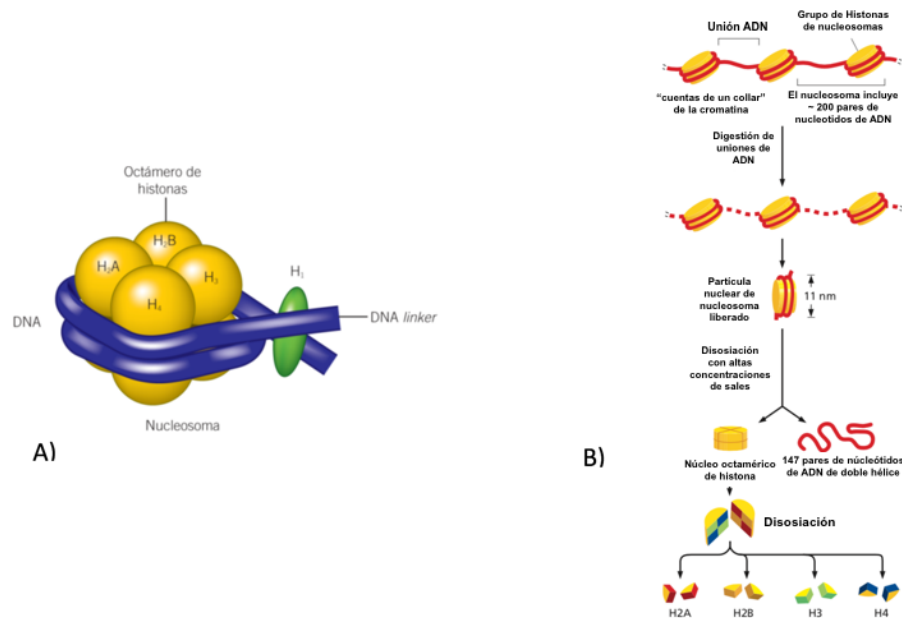 Octámero de
histonas
H2B
H2A
H3
H4
H1
DNA
DNA linker
Nucleosoma
A)
Unión ADN
Grupo de Histonas
de nucleosomas
"cuentas de un collar"
de la cromatina
El nucleosoma incluye
~ 200 pares de
nucleotidos de ADN
Digestión de
uniones de
ADN
Partícula
nuclear de
nucleosoma
liberado
11 nm
Disosiación
con altas
concentraciones
de sales
B)
Núcleo octamérico
de histona
147 pares de núcleótidos
de ADN de doble hélice
Disosiación
H2A
H2B
H3
H4